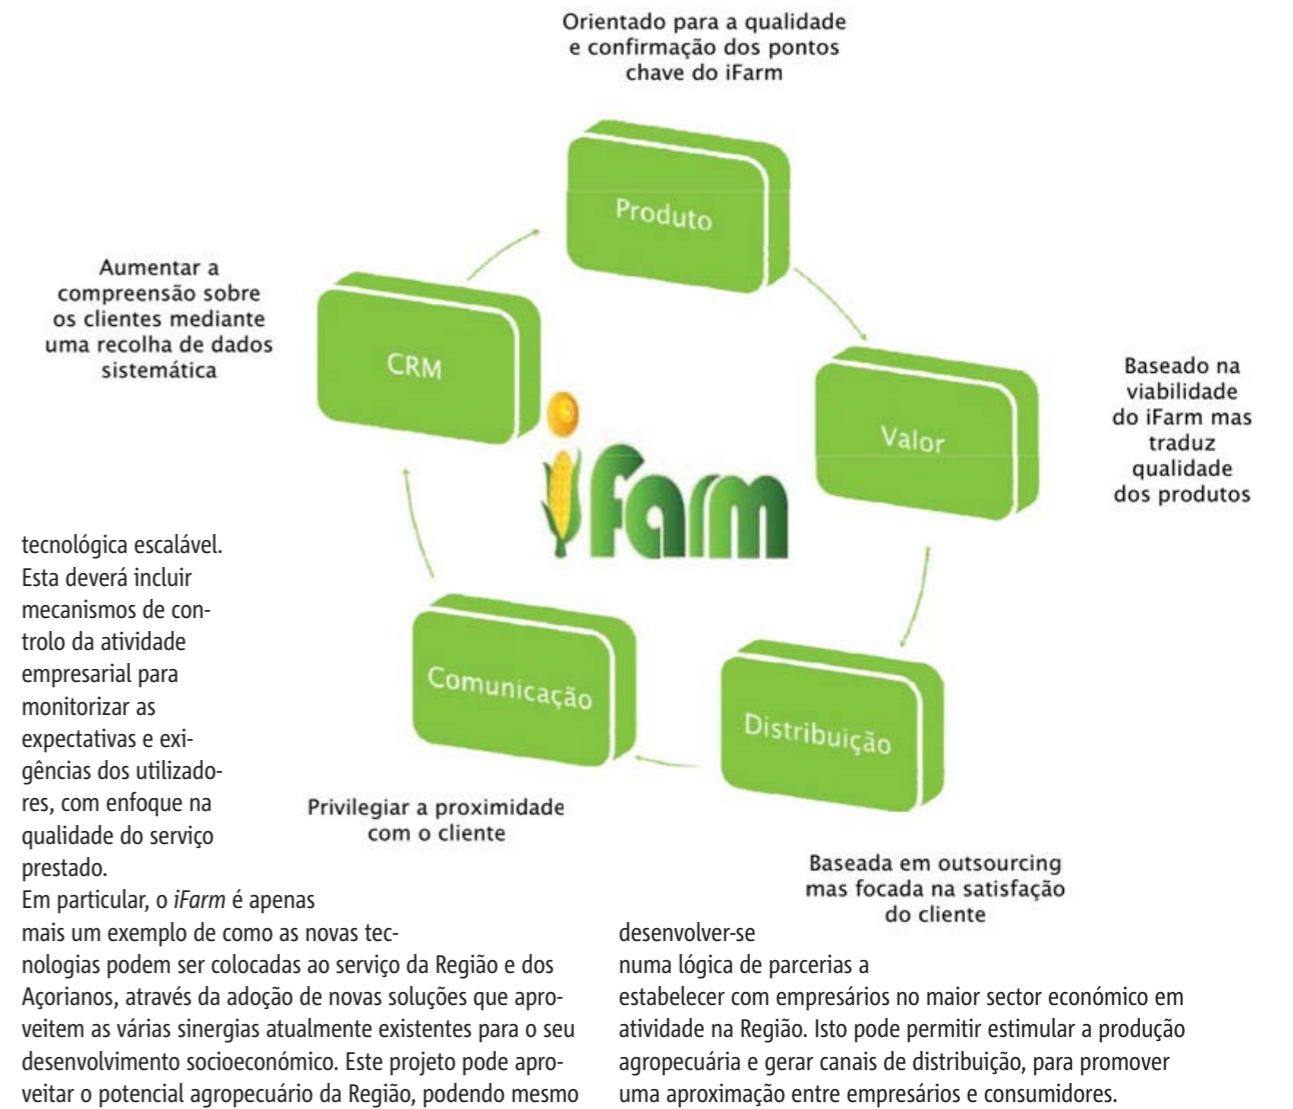 Orientado para a qualidade
e confirmação dos pontos
chave do iFarm
Produto
Aumentar a
compreensão sobre
os clientes mediante
uma recolha de dados
sistemática
CRM
Valor
Baseado na
viabilidade
do iFarm mas
traduz
qualidade
dos produtos
iFarm
Comunicação
Privilegiar a proximidade
com o cliente
Distribuição
Baseada em outsourcing
mas focada na satisfação
do cliente
tecnológica escalável.
Esta deverá incluir
mecanismos de con-
trolo da atividade
empresarial para
monitorizar as
expectativas e exi-
gências dos utilizado-
res, com enfoque na
qualidade do serviço
prestado.
Em particular, o iFarm é apenas
mais um exemplo de como as novas tec-
nologias podem ser colocadas ao serviço da Região e dos
Açorianos, através da adoção de novas soluções que apro-
veitem as várias sinergias atualmente existentes para o seu
desenvolvimento socioeconómico. Este projeto pode apro-
veitar o potencial agropecuário da Região, podendo mesmo
desenvolver-se
numa lógica de parcerias a
estabelecer com empresários no maior sector económico em
atividade na Região. Isto pode permitir estimular a produção
agropecuária e gerar canais de distribuição, para promover
uma aproximação entre empresários e consumidores.